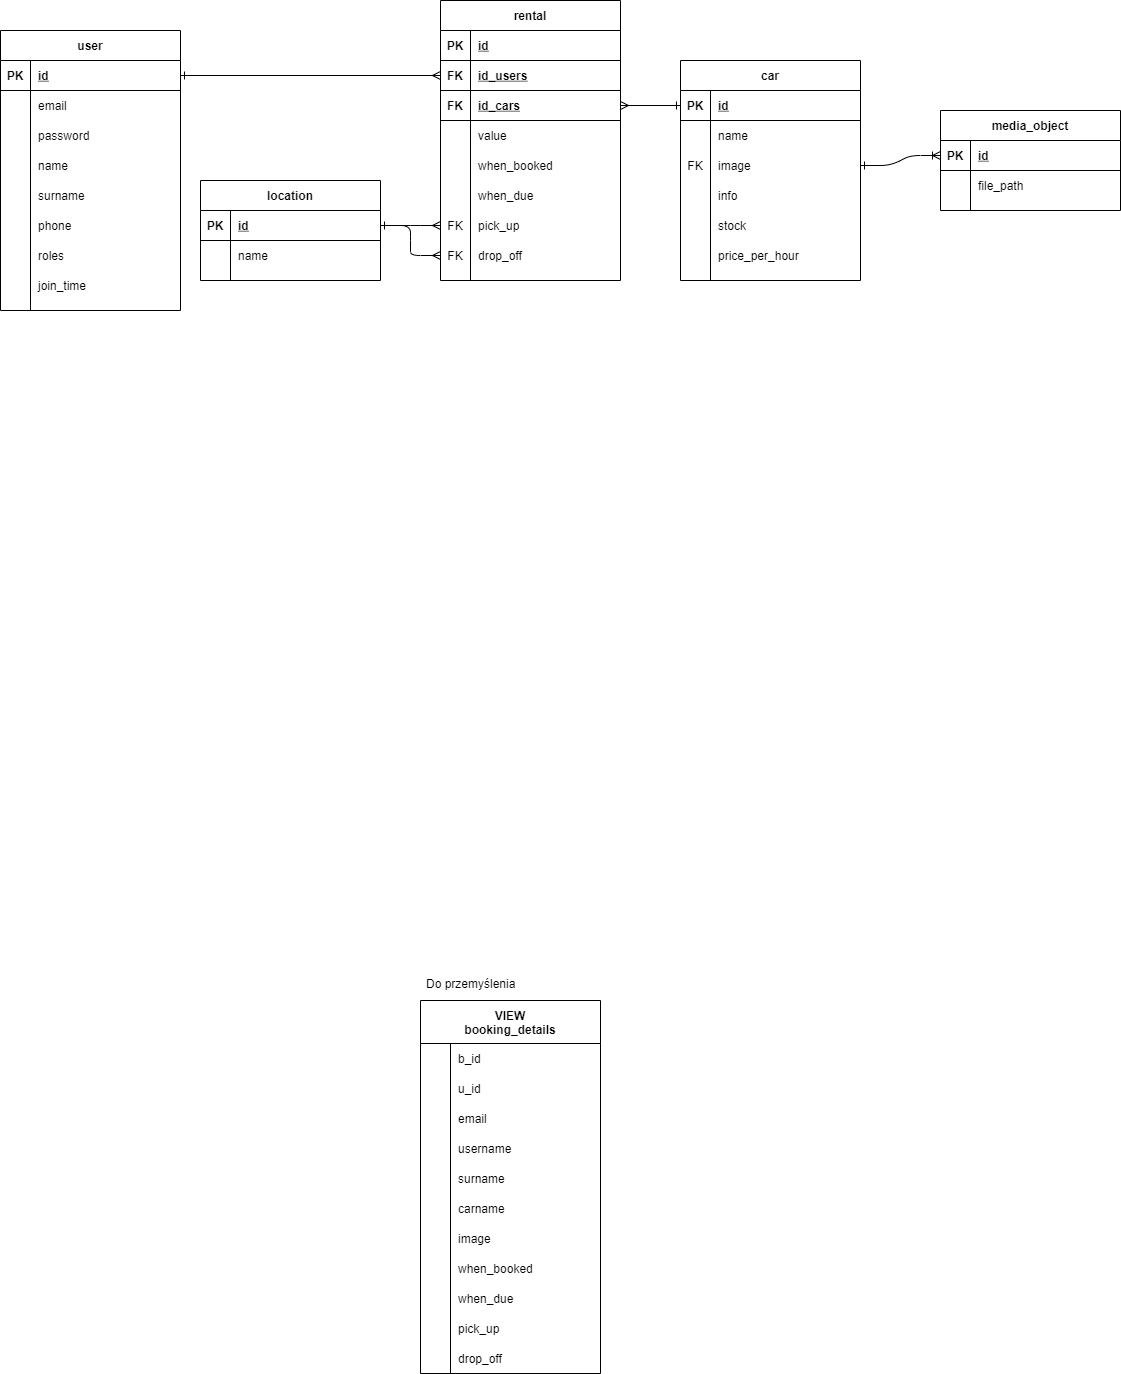 user
PK id
email
password
name
surname
phone
roles
join_time
location
PK id
name
rental
PK id
FK id_users
FK id_cars
value
when_booked
when_due
FK pick_up
FK drop_off
car
PK id
name
FK image
info
stock
price_per_hour
media_object
PK id
file_path
Do przemyślenia
VIEW
booking_details
b_id
u_id
email
username
surname
carname
image
when_booked
when_due
pick_up
drop_off